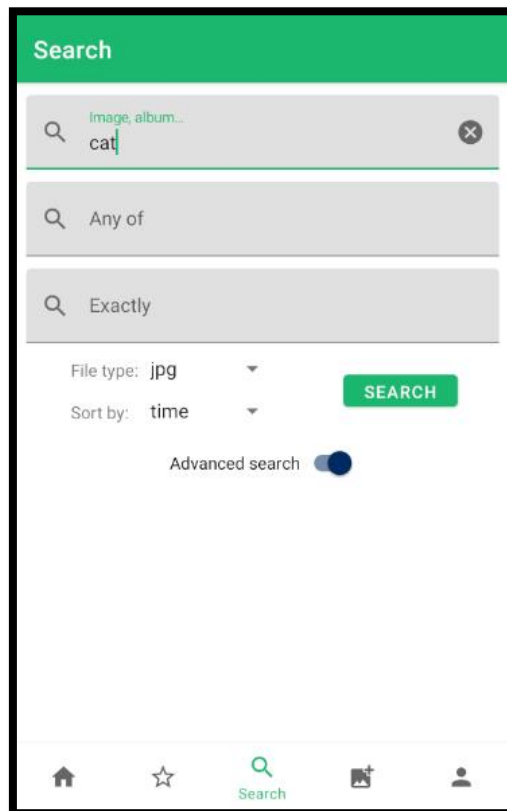 Search
Image, album...
cat
Any of
Exactly
File type: jpg
SEARCH
Sort by: time
Advanced search
Search